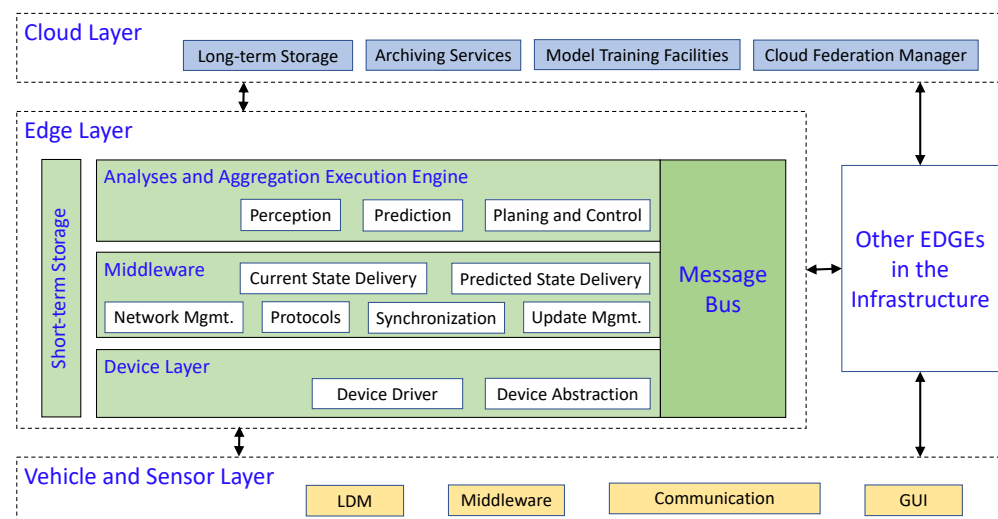 Cloud Layer
Long-term Storage
Archiving Services
Model Training Facilities
Cloud Federation Manager
Edge Layer
Short-term Storage
Analyses and Aggregation Execution Engine
Perception
Prediction
Planing and Control
Middleware
Current State Delivery
Predicted State Delivery
Network Mgmt.
Protocols
Synchronization
Update Mgmt.
Device Layer
Device Driver
Device Abstraction
Message
Bus
Other EDGEs
in the
Infrastructure
Vehicle and Sensor Layer
LDM
Middleware
Communication
GUI